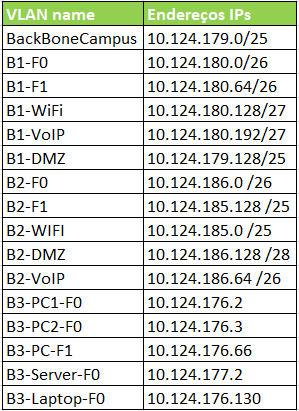 VLAN name Endereços IPs
BackBoneCampus 10.124.179.0/25
B1-F0 10.124.180.0/26
B1-F1 10.124.180.64/26
B1-WiFi 10.124.180.128/27
B1-VoIP 10.124.180.192/27
B1-DMZ 10.124.179.128/25
B2-F0 10.124.186.0 /26
B2-F1 10.124.185.128 /25
B2-WIFI 10.124.185.0 /25
B2-DMZ 10.124.186.128 /28
B2-VoIP 10.124.186.64 /26
B3-PC1-F0 10.124.176.2
B3-PC2-F0 10.124.176.3
B3-PC-F1 10.124.176.66
B3-Server-F0 10.124.177.2
B3-Laptop-F0 10.124.176.130